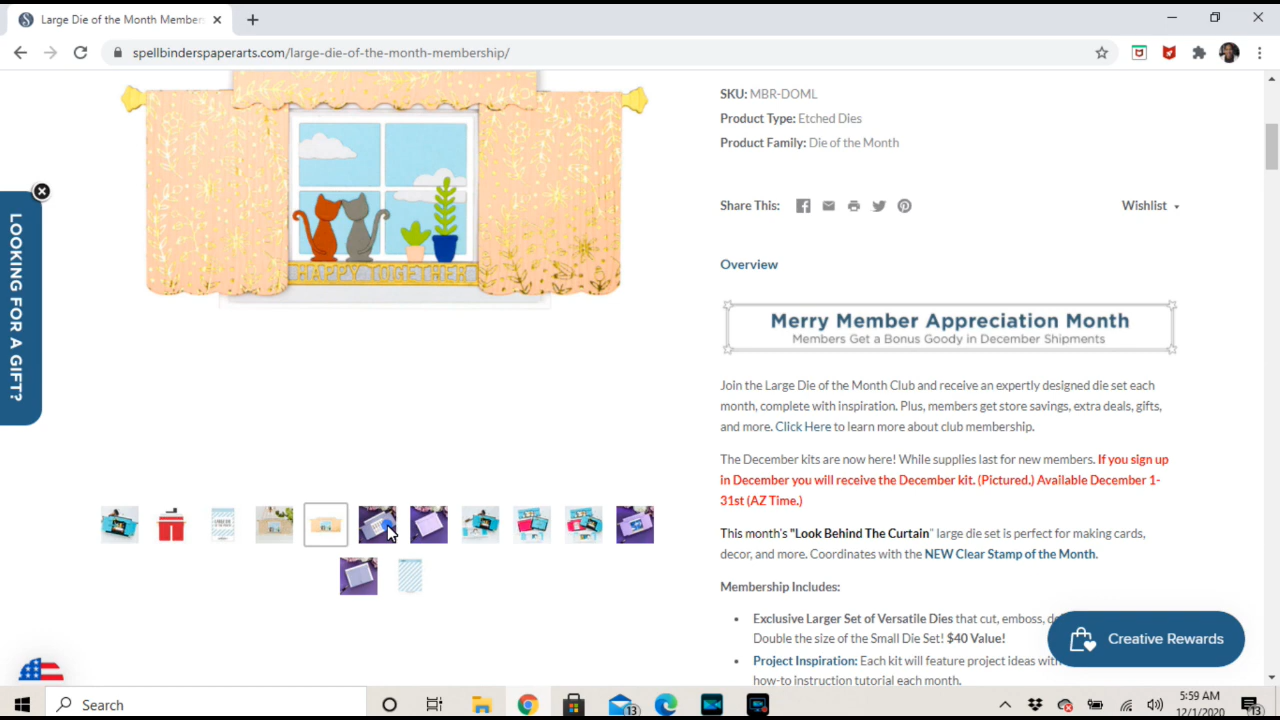 Large Die of the Month Member
spellbinderspaperarts.com/large-die-of-the-month-membership/
SKU: MBR-DOML
Product Type: Etched Dies
Product Family: Die of the Month
Share This:
Wishlist
LOOKING FOR A GIFT?
HAPPY TOGETHER
Overview
Merry Member Appreciation Month
Members Get a Bonus Goody in December Shipments
Join the Large Die of the Month Club and receive an expertly designed die set each
month, complete with inspiration. Plus, members get store savings, extra deals, gifts,
and more. Click Here to learn more about club membership.
The December kits are now here! While supplies last for new members. If you sign up
in December you will receive the December kit. (Pictured.) Available December 1-
31st (AZ Time.)
This month's "Look Behind The Curtain" large die set is perfect for making cards,
decor, and more. Coordinates with the NEW Clear Stamp of the Month.
Membership Includes:
• Exclusive Larger Set of Versatile Dies that cut, emboss, de
Double the size of the Small Die Set! $40 Value!
• Project Inspiration: Each kit will feature project ideas with
how-to instruction tutorial each month.
Creative Rewards
Search
13
5:59 AM
12/1/2020
13